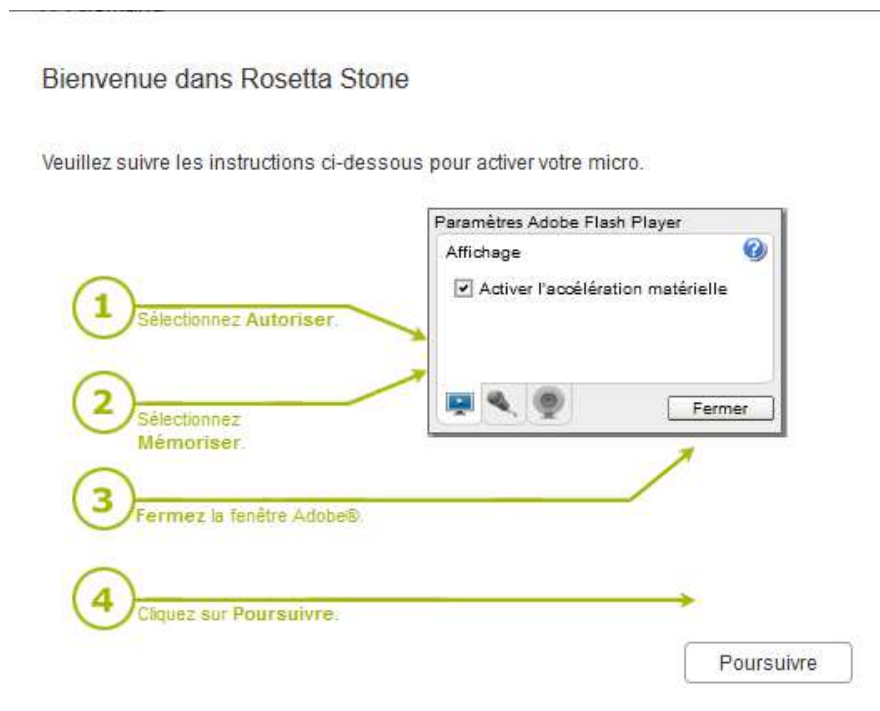 Bienvenue dans Rosetta Stone
Veuillez suivre les instructions ci-dessous pour activer votre micro.
Paramètres Adobe Flash Player
Affichage
Activer l'accélération matérielle
Fermer
1
Sélectionnez Autoriser.
2
Sélectionnez
Mémoriser.
3
Fermez la fenêtre Adobe®.
4
Cliquez sur Poursuivre.
Poursuivre